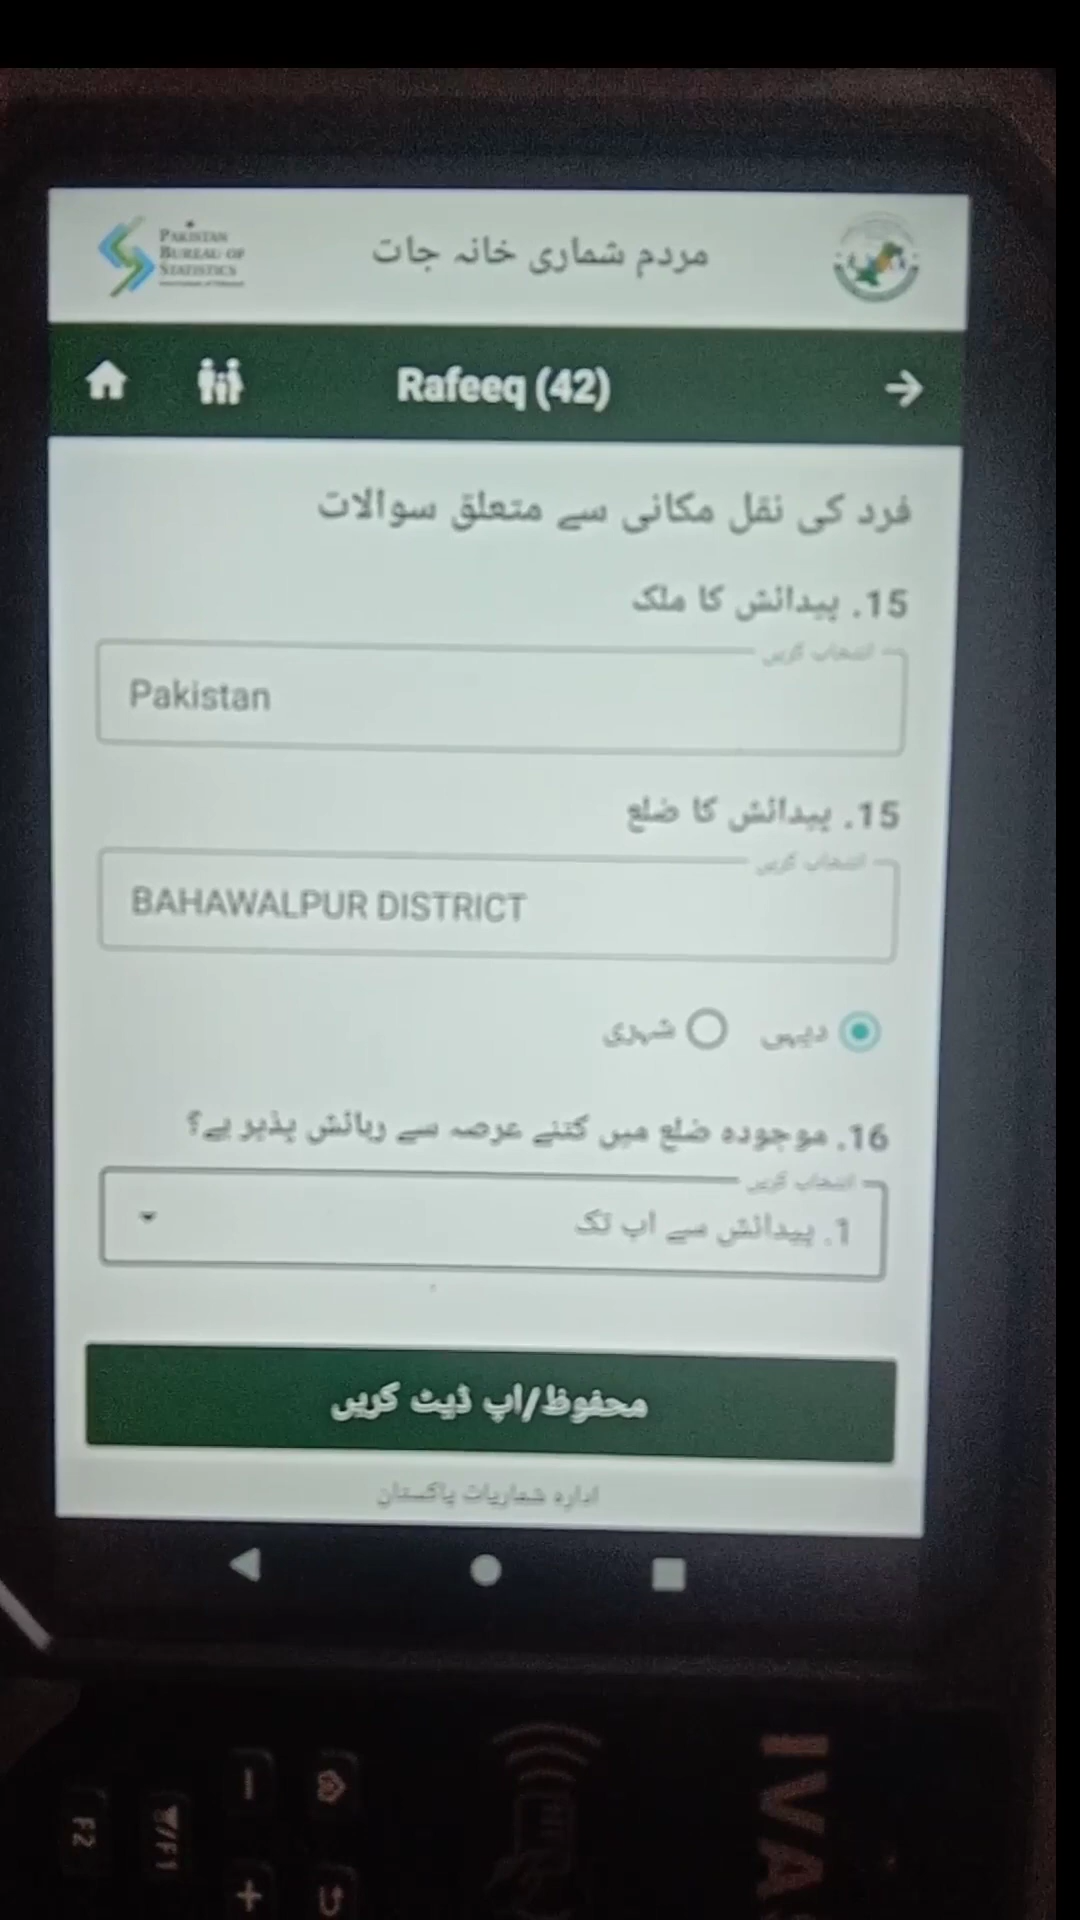 PAKISTAN
BUREAU OF
STATISTICS
مردم شماری خانہ جات
Rafeeq (42)
فرد کی نقل مکانی سے متعلق سوالات
15. پیدائش کا ملک
انتخاب کریں
Pakistan
15. پیدائش کا ضلع
انتخاب کریں
BAHAWALPUR DISTRICT
دیہی شہری
16. موجودہ ضلع میں کتنے عرصہ سے رہائش پذیر ہے؟
انتخاب کریں
1. پیدائش سے اب تک
محفوظ/اپ ڈیٹ کریں
ادارہ شماریات پاکستان
F2
/F1
IVA